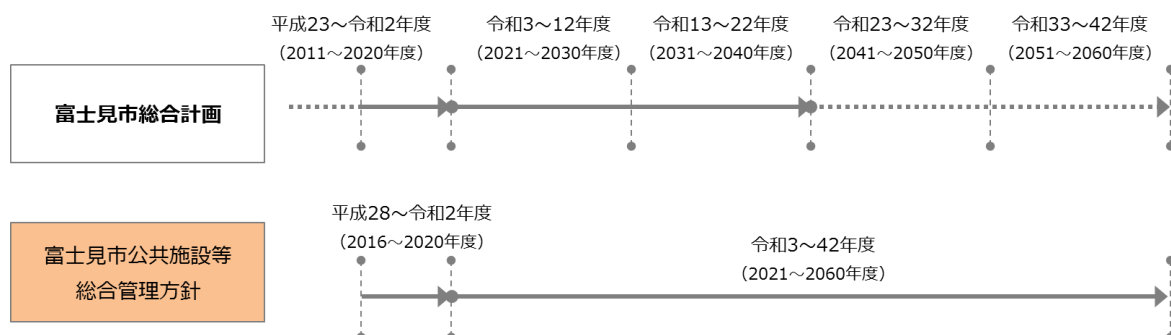 平成23～令和2年度
（2011～2020年度）
令和3～12年度
（2021～2030年度）
令和13～22年度
（2031～2040年度）
令和23～32年度
（2041～2050年度）
令和33～42年度
（2051～2060年度）
富士見市総合計画
平成28～令和2年度
（2016～2020年度）
令和3～42年度
（2021～2060年度）
富士見市公共施設等
総合管理方針